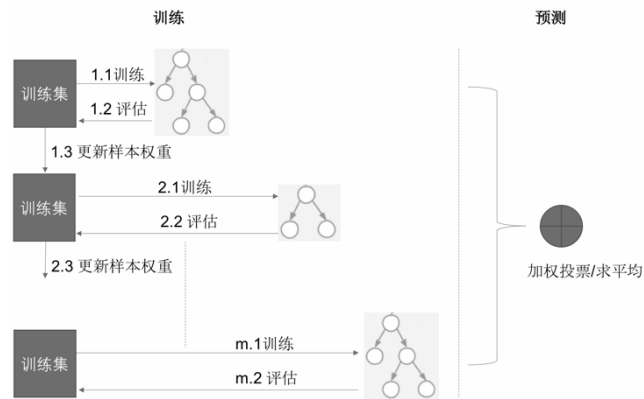 训练
预测
训练集
1.1训练
1.2 评估
1.3 更新样本权重
训练集
2.1训练
2.2 评估
2.3 更新样本权重
加权投票/求平均
训练集
m.1训练
m.2 评估